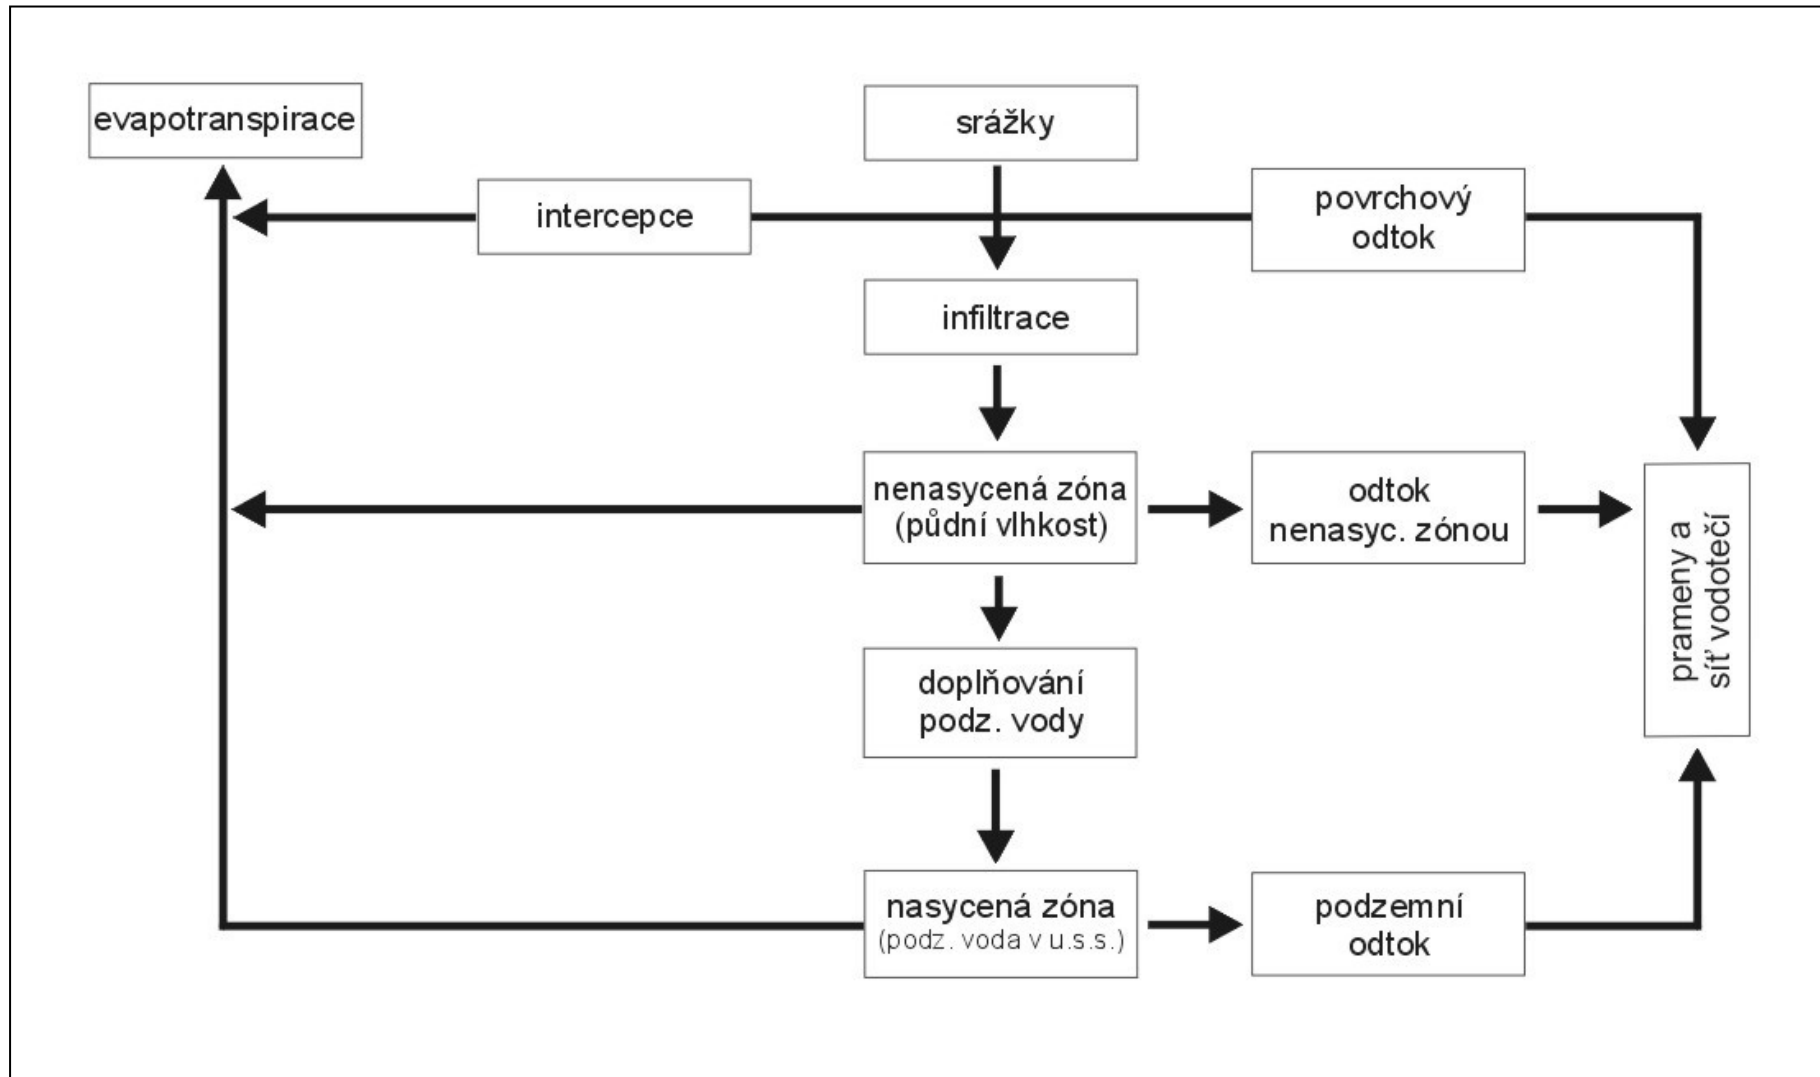 evapotranspirace
srážky
intercepce
povrchový
odtok
infiltrace
nenasycená zóna
(půdní vlhkost)
odtok
nenasyc. zónou
prameny a
síť vodotečí
doplňování
podz. vody
nasycená zóna
(podz. voda v u.s.s.)
podzemní
odtok